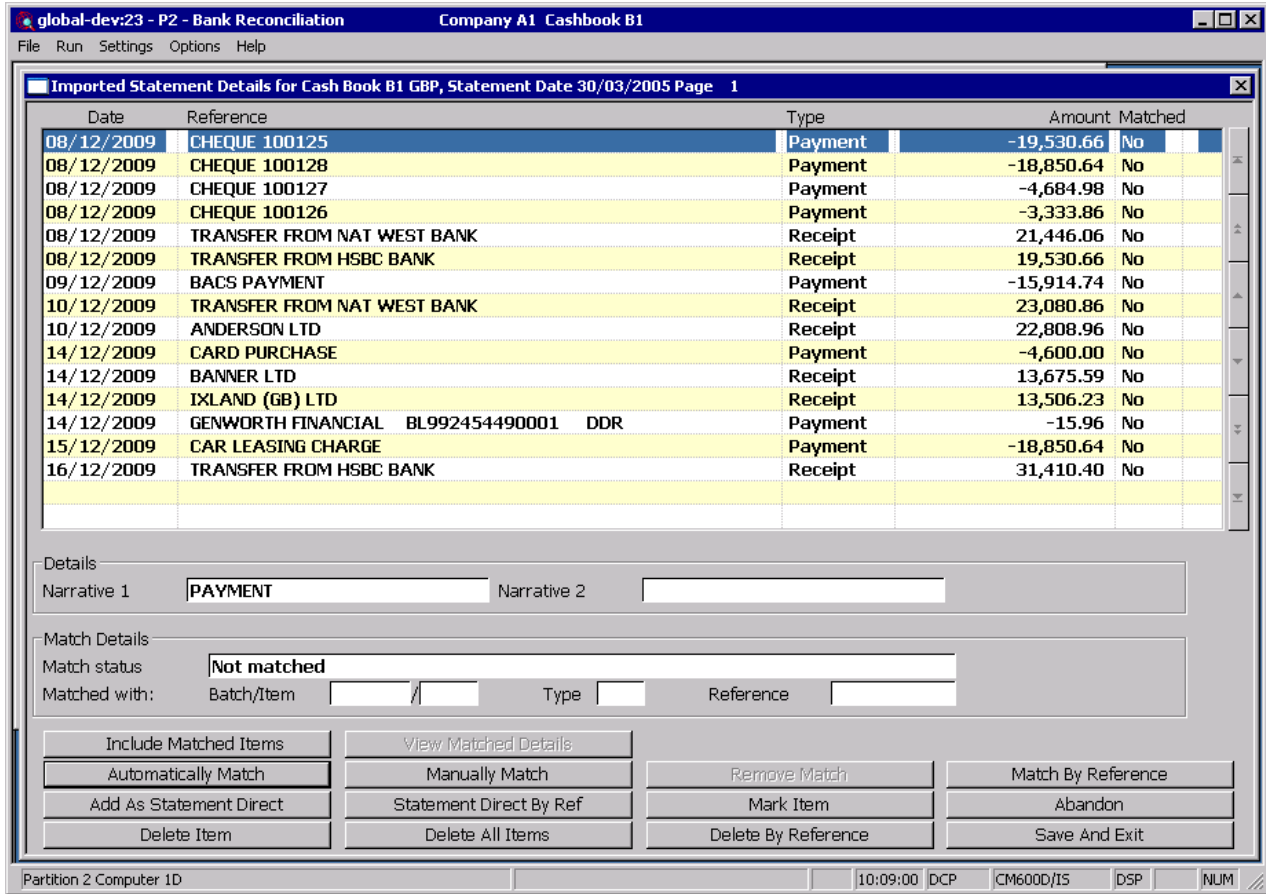 global-dev:23 - P2 - Bank Reconciliation Company A1 Cashbook B1
File Run Settings Options Help
Imported Statement Details for Cash Book B1 GBP, Statement Date 30/03/2005 Page 1
Date Reference Type Amount Matched
08/12/2009 CHEQUE 100125 Payment -19,530.66 No
08/12/2009 CHEQUE 100128 Payment -18,850.64 No
08/12/2009 CHEQUE 100127 Payment -4,684.98 No
08/12/2009 CHEQUE 100126 Payment -3,333.86 No
08/12/2009 TRANSFER FROM NAT WEST BANK Receipt 21,446.06 No
08/12/2009 TRANSFER FROM HSBC BANK Receipt 19,530.66 No
09/12/2009 BACS PAYMENT Payment -15,914.74 No
10/12/2009 TRANSFER FROM NAT WEST BANK Receipt 23,080.86 No
10/12/2009 ANDERSON LTD Receipt 22,808.96 No
14/12/2009 CARD PURCHASE Payment -4,600.00 No
14/12/2009 BANNER LTD Receipt 13,675.59 No
14/12/2009 IXLAND (GB) LTD Receipt 13,506.23 No
14/12/2009 GENWORTH FINANCIAL BL992454490001 DDR Payment -15.96 No
15/12/2009 CAR LEASING CHARGE Payment -18,850.64 No
16/12/2009 TRANSFER FROM HSBC BANK Receipt 31,410.40 No
Details
Narrative 1 PAYMENT Narrative 2
Match Details
Match status Not matched
Matched with: Batch/Item / Type Reference
Include Matched Items View Matched Details
Automatically Match Manually Match Remove Match Match By Reference
Add As Statement Direct Statement Direct By Ref Mark Item Abandon
Delete Item Delete All Items Delete By Reference Save And Exit
Partition 2 Computer 1D 10:09:00 DCP CM600D/IS DSP NUM